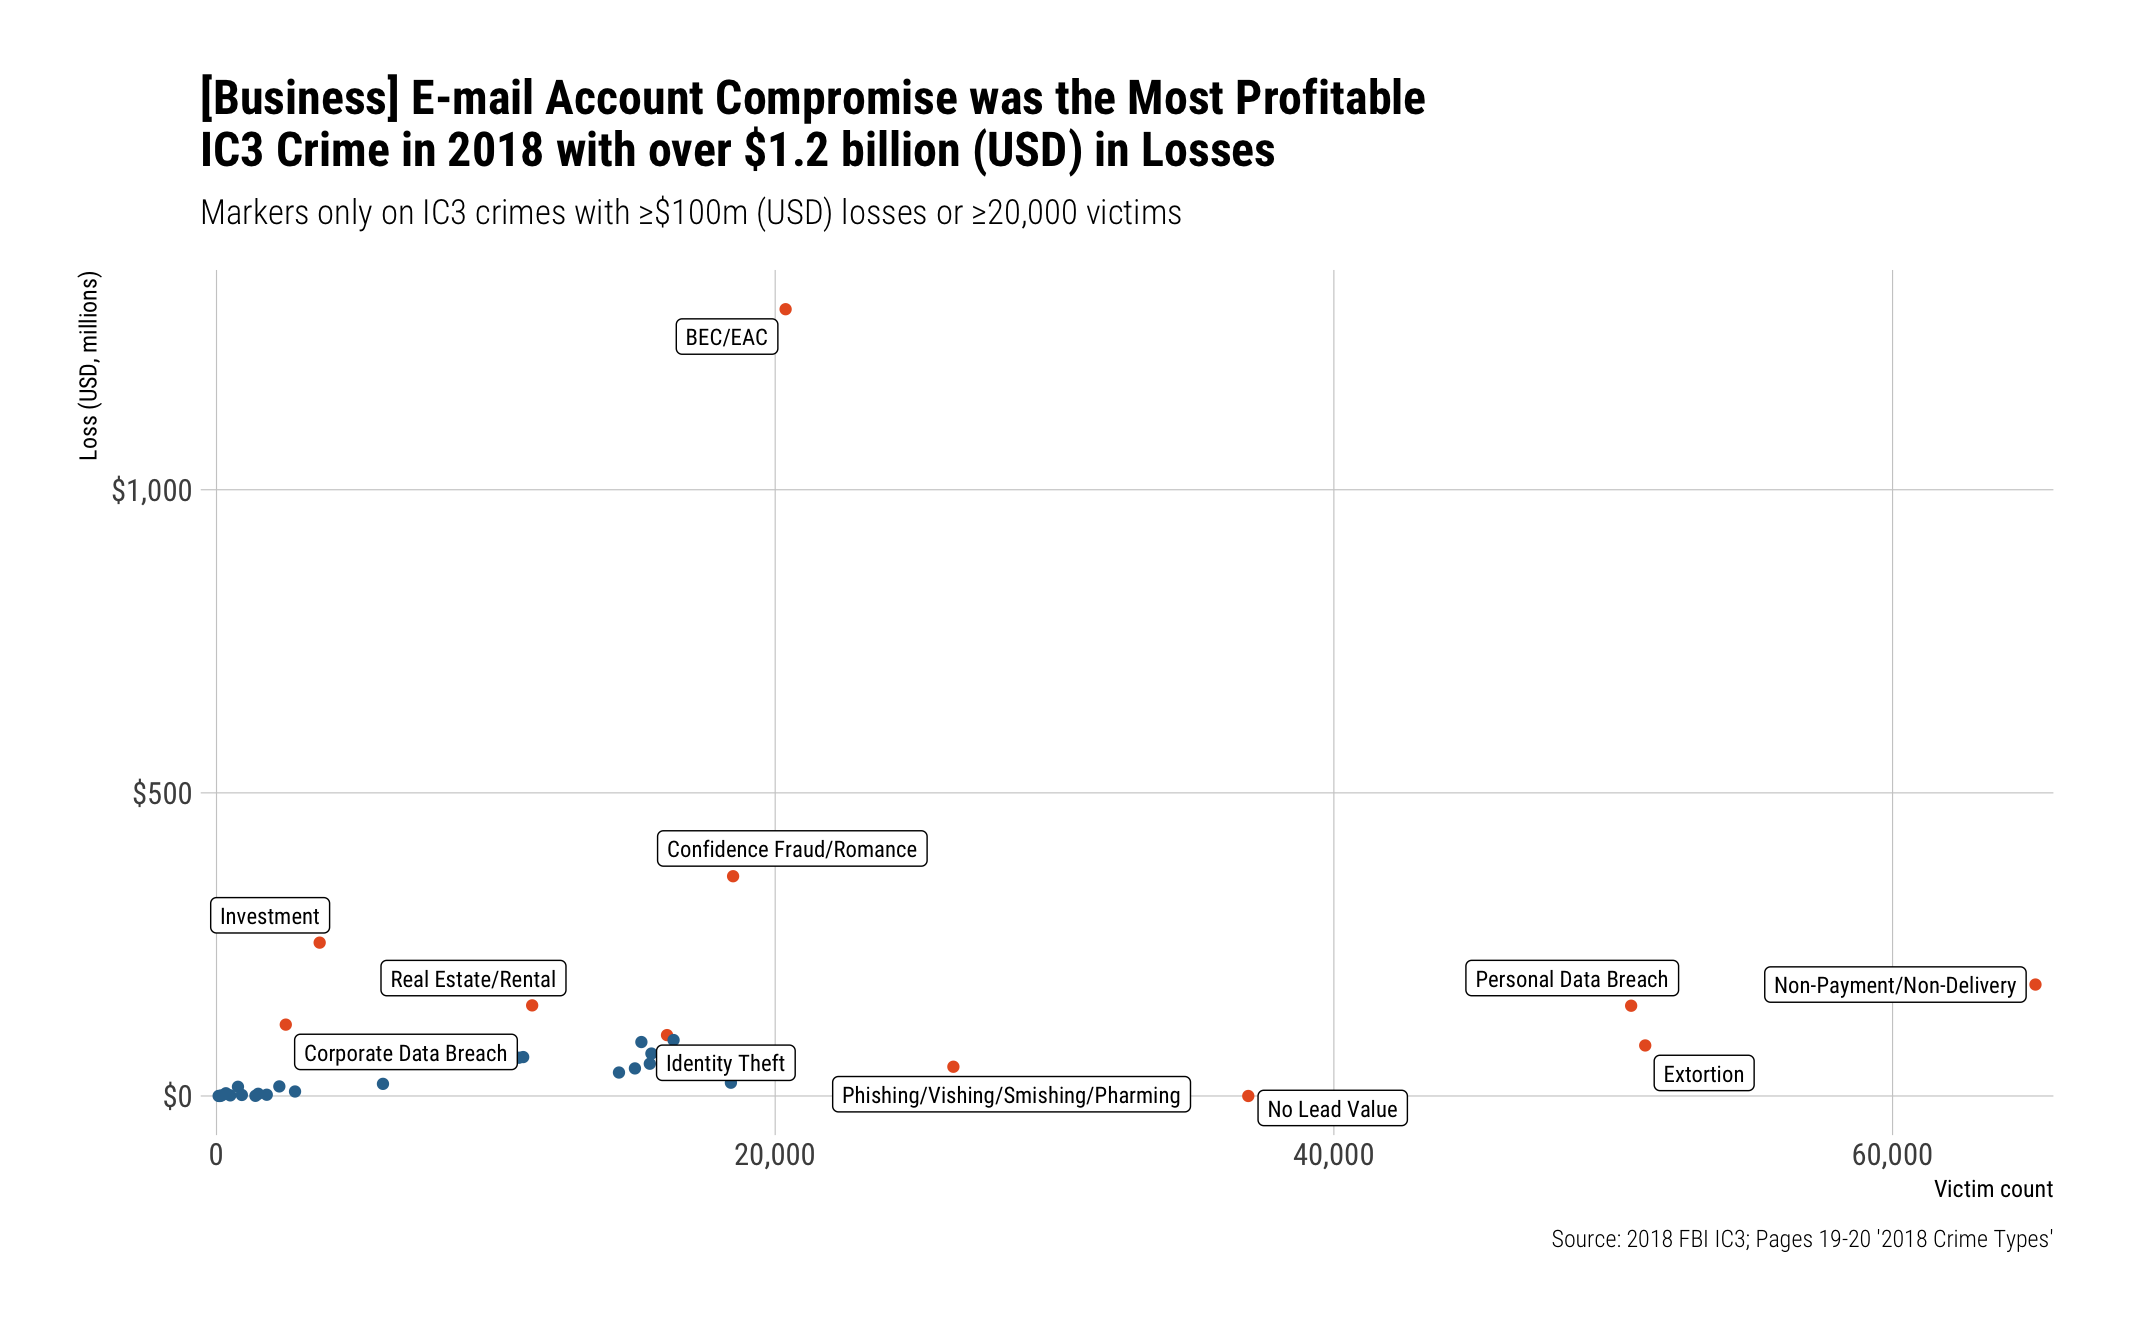 [Business] E-mail Account Compromise was the Most Profitable
IC3 Crime in 2018 with over $1.2 billion (USD) in Losses
Markers only on IC3 crimes with ≥$100m (USD) losses or ≥20,000 victims
Loss (USD, millions)
BEC/EAC
$1,000
$500
Confidence Fraud/Romance
Investment
Real Estate/Rental
Personal Data Breach
Non-Payment/Non-Delivery
Corporate Data Breach
Identity Theft
Extortion
Phishing/Vishing/Smishing/Pharming
No Lead Value
$0
0
20,000
40,000
60,000
Victim count
Source: 2018 FBI IC3; Pages 19-20 '2018 Crime Types'